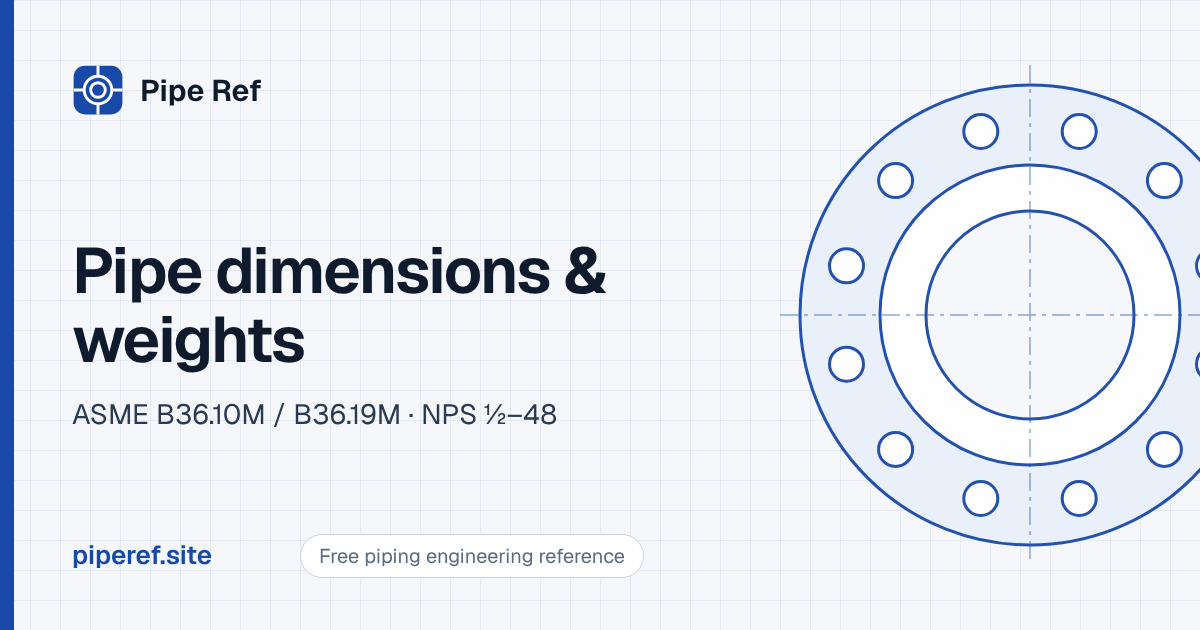 Pipe Ref
Pipe dimensions &
weights
ASME B36.10M / B36.19M · NPS ½–48
piperef.site
Free piping engineering reference